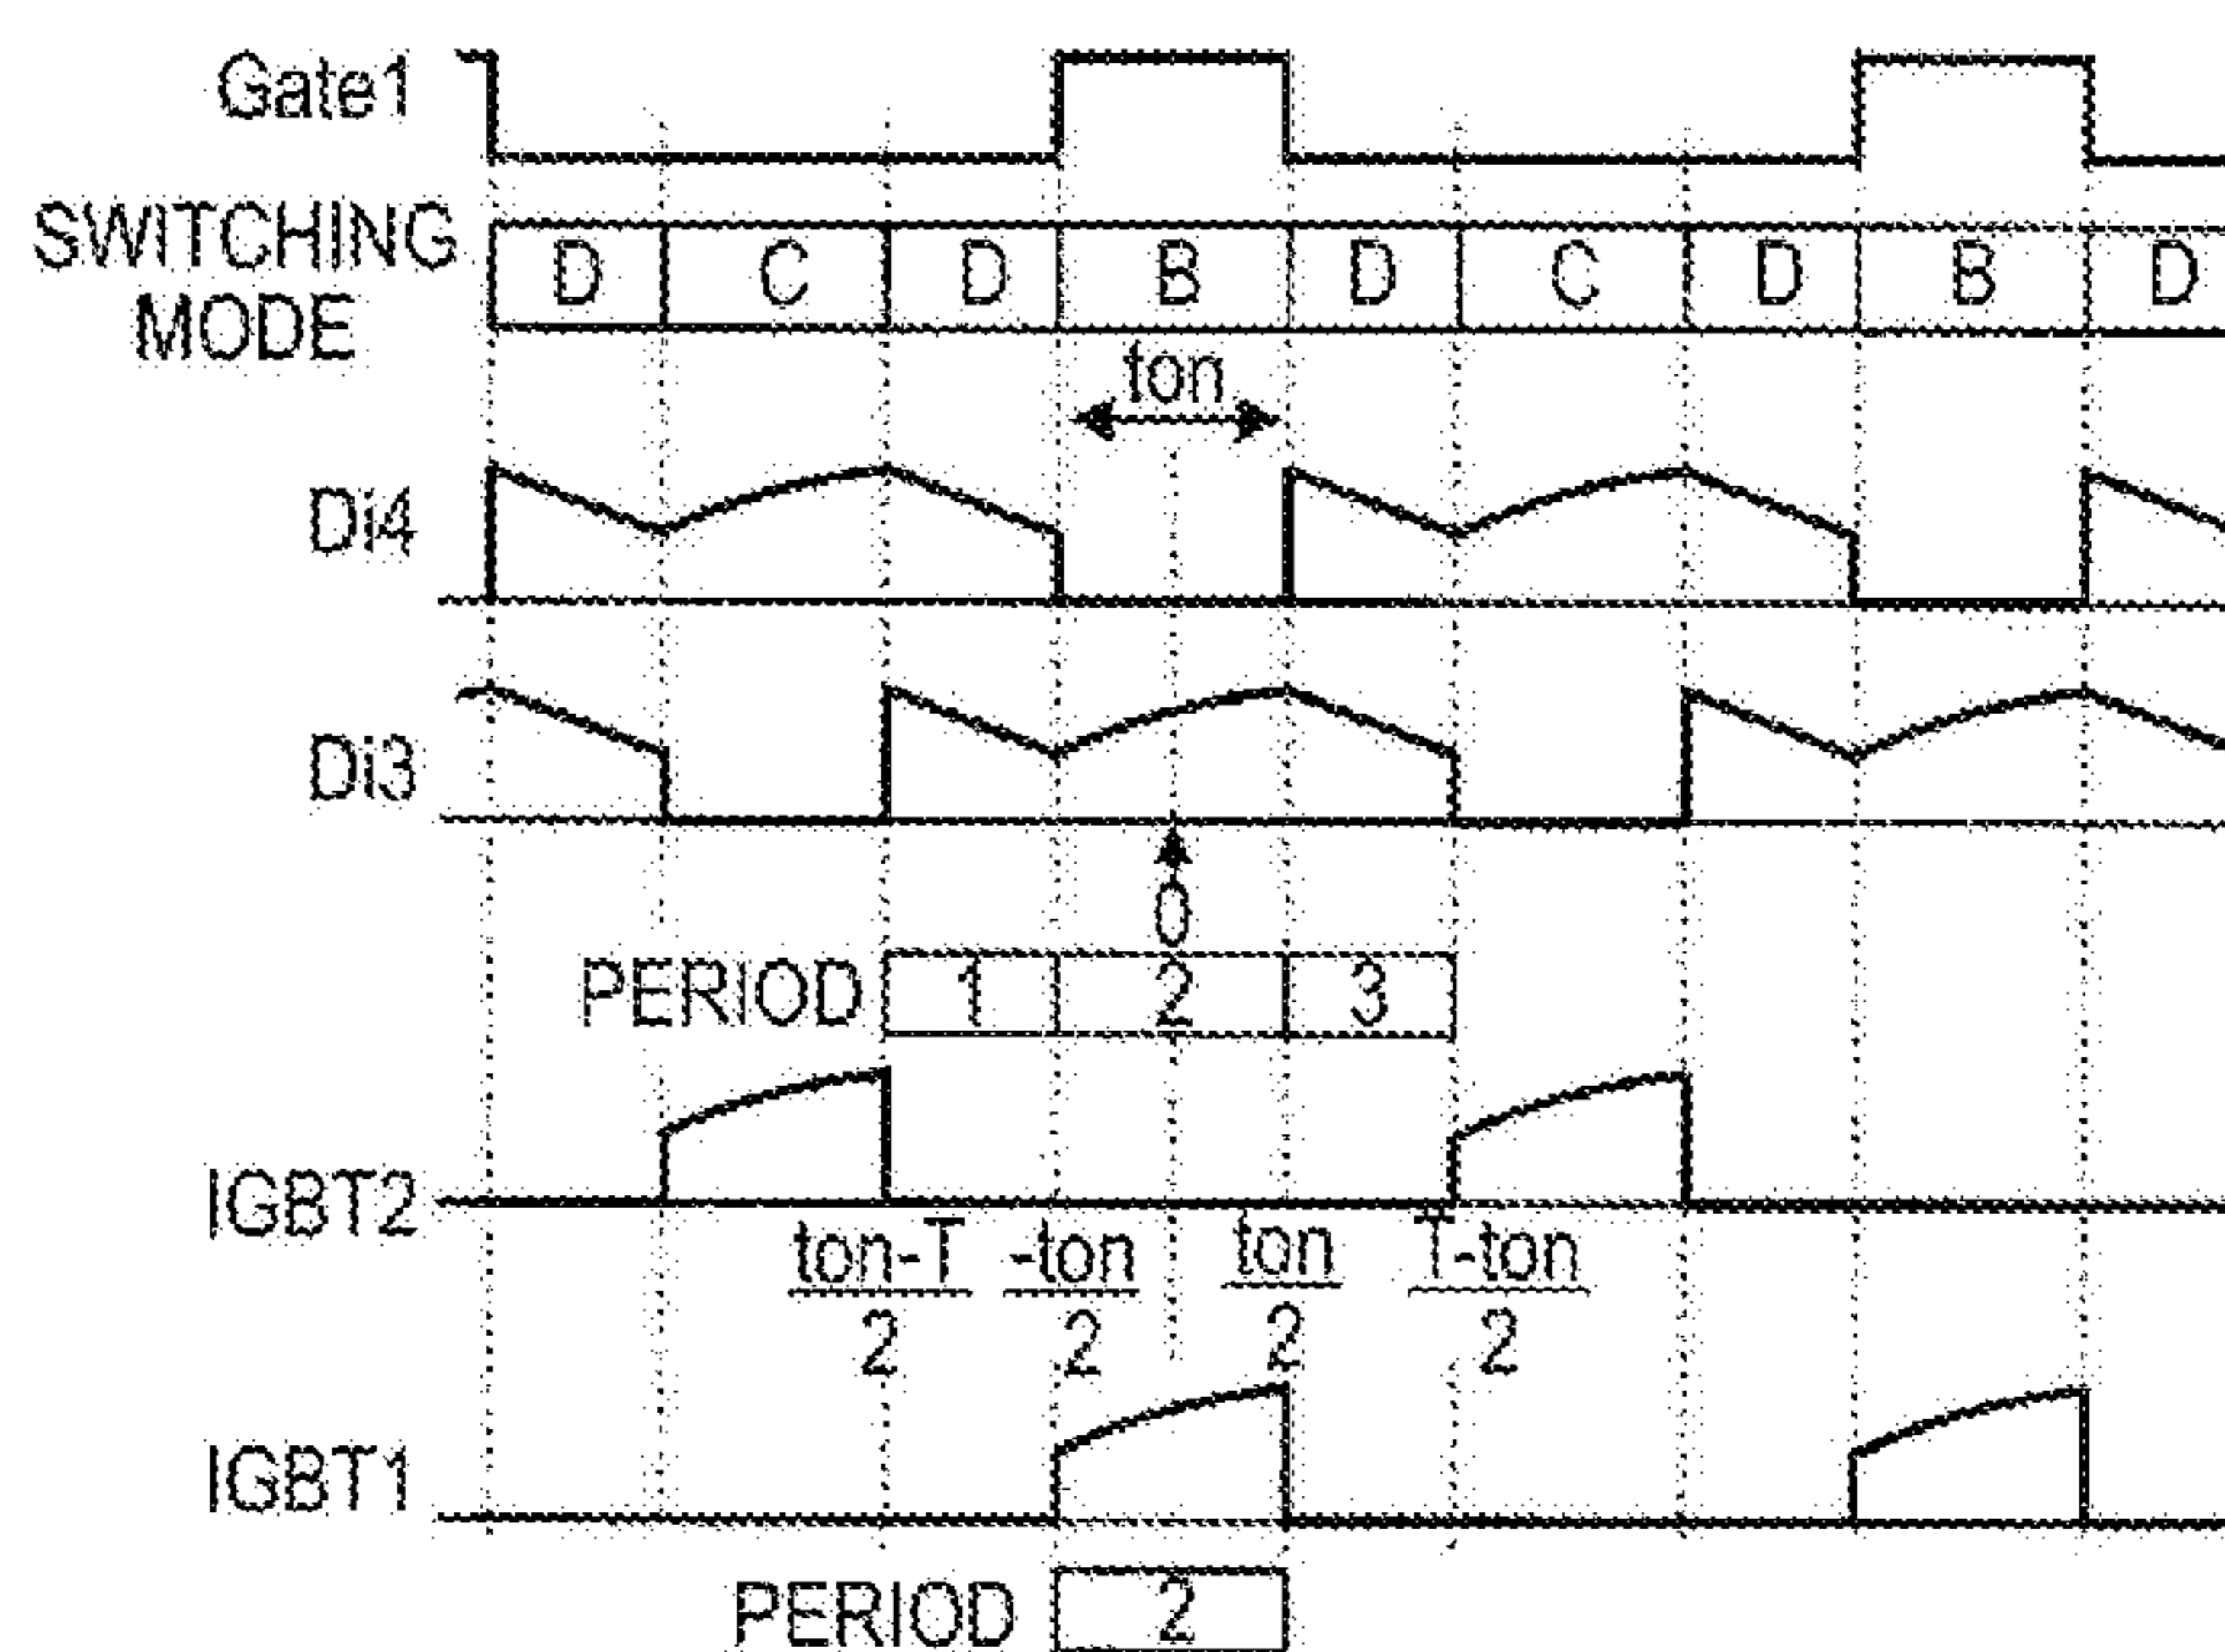 Gate1
SWITCHING
MODE
D C D B D C D B D
ton
Di4
Di3
0
PERIOD 1 2 3
IGBT2
ton-T -ton ton T-ton
2 2 2 2
IGBT1
PERIOD 2